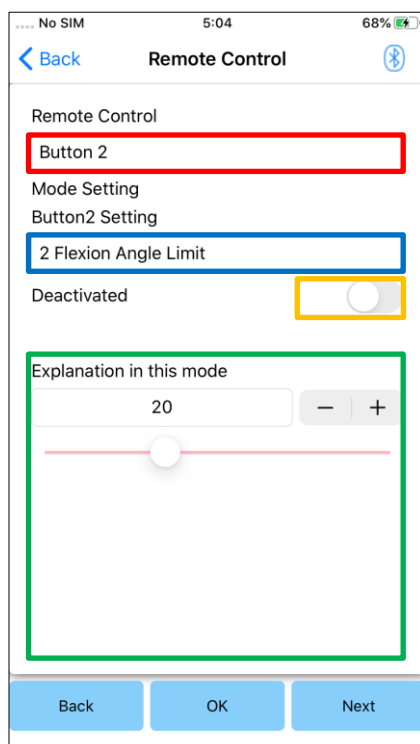 No SIM 5:04 68%
Back Remote Control
Remote Control
Button 2
Mode Setting
Button2 Setting
2 Flexion Angle Limit
Deactivated
Explanation in this mode
20 − +
Back OK Next